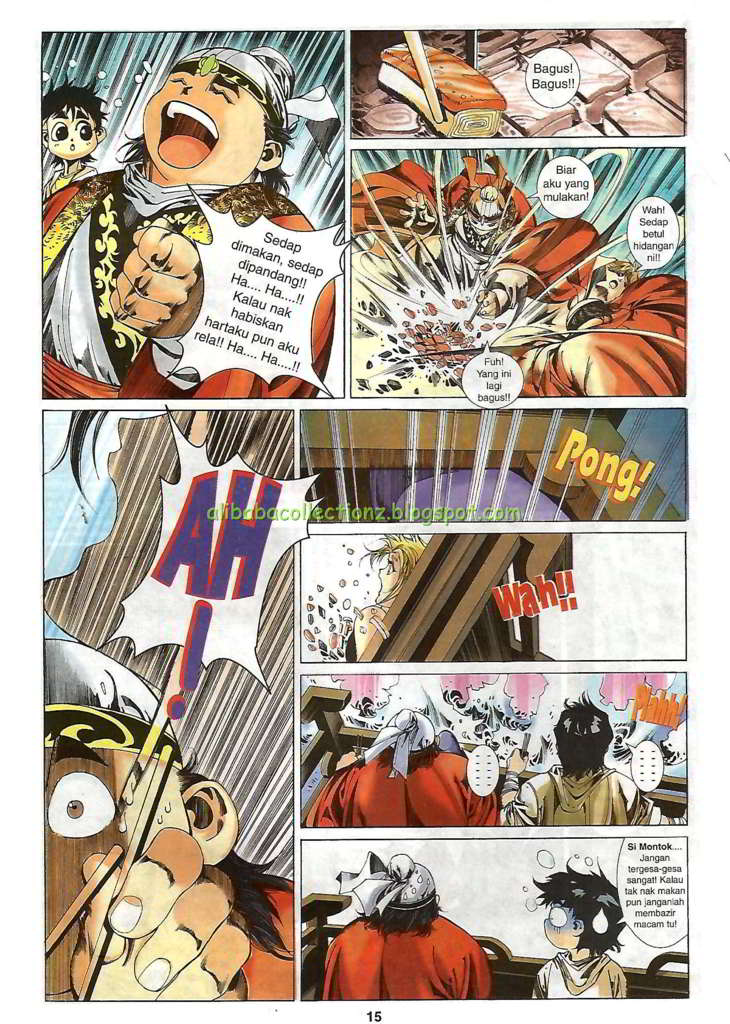 Sedap
dimakan, sedap
dipandang!!
Ha.... Ha....!!
Kalau nak
habiskan
hartaku pun aku
rela!! Ha.... Ha....!!
Bagus!
Bagus!!
Biar
aku yang
mulakan!
Wah!
Sedap
betul
hidangan
ni!!
Fuh!
Yang ini
lagi
bagus!!
AH
!
Pong!
alibabacollectionz.blogspot.com
Wah!!
Plahh!
Si Montok....
Jangan
tergesa-gesa
sangat! Kalau
tak nak makan
pun janganlah
membazir
macam tu!
15